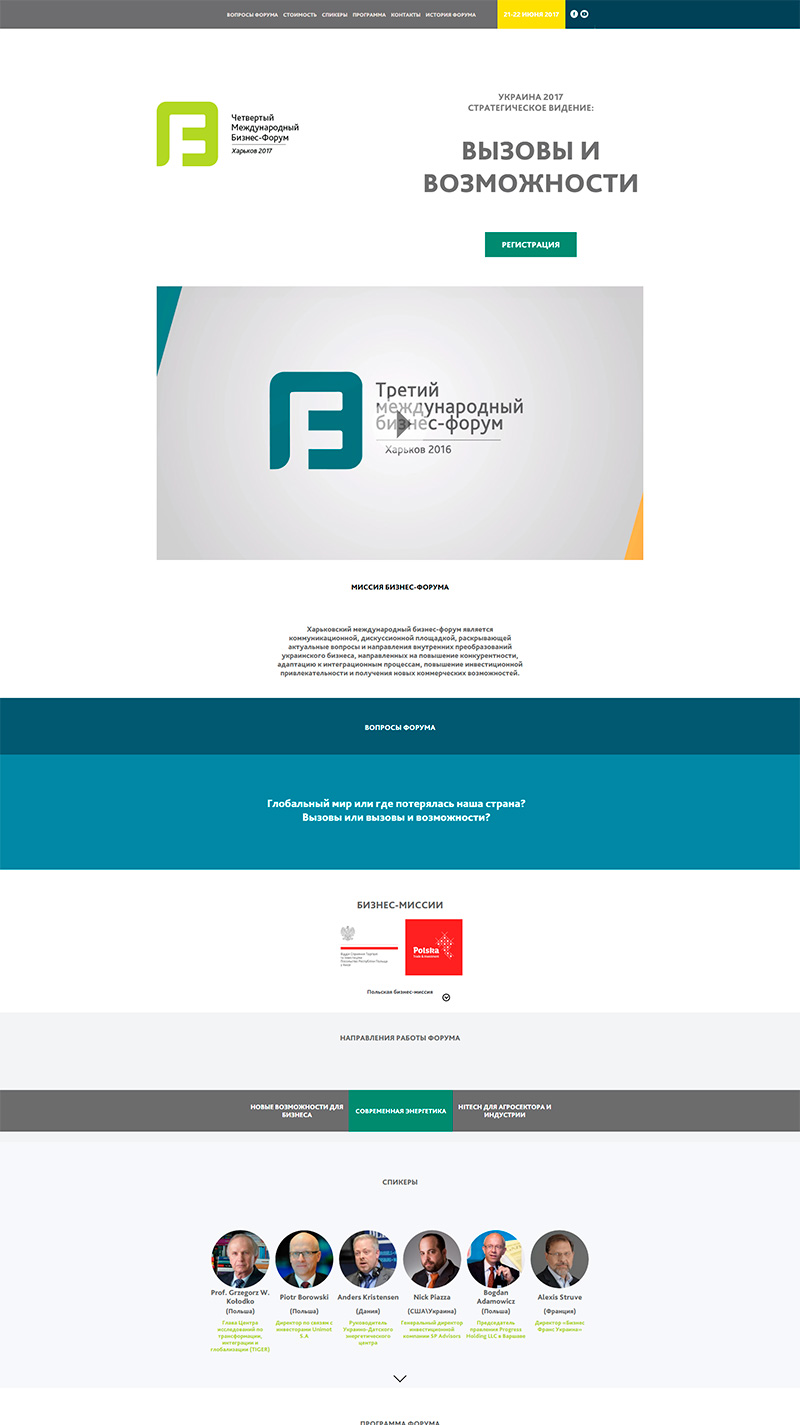 ВОПРОСЫ ФОРУМА СТОИМОСТЬ СПИКЕРЫ ПРОГРАММА КОНТАКТЫ ИСТОРИЯ ФОРУМА 21-22 ИЮНЯ 2017
Четвертый
Международный
Бизнес-Форум
Харьков 2017
УКРАИНА 2017
СТРАТЕГИЧЕСКОЕ ВИДЕНИЕ:
ВЫЗОВЫ И
ВОЗМОЖНОСТИ
РЕГИСТРАЦИЯ
Третий
международный
бизнес-форум
Харьков 2016
МИССИЯ БИЗНЕС-ФОРУМА
Харьковский международный бизнес-форум является
коммуникационной, дискуссионной площадкой, раскрывающей
актуальные вопросы и направления внутренних преобразований
украинского бизнеса, направленных на повышение конкурентности,
адаптацию к интеграционным процессам, повышение инвестиционной
привлекательности и получения новых коммерческих возможностей.
ВОПРОСЫ ФОРУМА
Глобальный мир или где потерялась наша страна?
Вызовы или вызовы и возможности?
БИЗНЕС-МИССИИ
Polska
Trade & Investment
Польская бизнес-миссия
НАПРАВЛЕНИЯ РАБОТЫ ФОРУМА
НОВЫЕ ВОЗМОЖНОСТИ ДЛЯ
БИЗНЕСА
СОВРЕМЕННАЯ ЭНЕРГЕТИКА
HITECH ДЛЯ АГРОСЕКТОРА И
ИНДУСТРИИ
СПИКЕРЫ
Prof. Grzegorz W.
Kołodko
(Польша)
Глава Центра
исследований по
трансформации,
интеграции и
глобализации (TIGER)
Piotr Borowski
(Польша)
Директор по связям с
инвесторами Unimot
S.A
Anders Kristensen
(Дания)
Руководитель
Украино-Датского
энергетического
центра
Nick Piazza
(США\Украина)
Генеральный директор
инвестиционной
компании SP Advisors
Bogdan
Adamowicz
(Польша)
Председатель
правления Progress
Holding LLC в Варшаве
Alexis Struve
(Франция)
Директор «Бизнес
Франс Украине»
ПРОГРАММА ФОРУМА